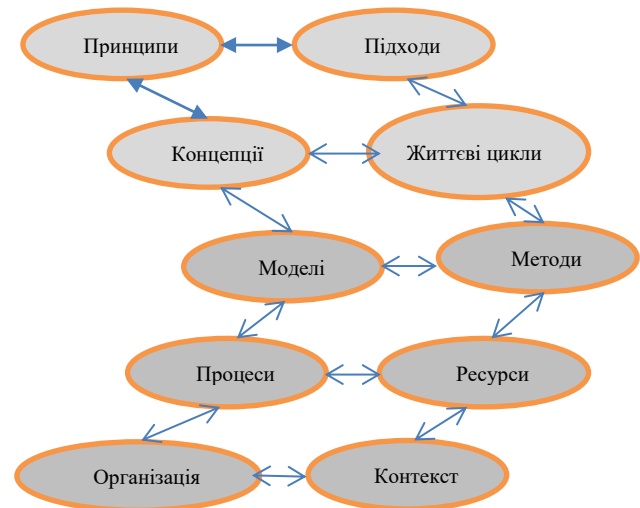 Принципи
Підходи
Концепції
Життєві цикли
Моделі
Методи
Процеси
Ресурси
Організація
Контекст